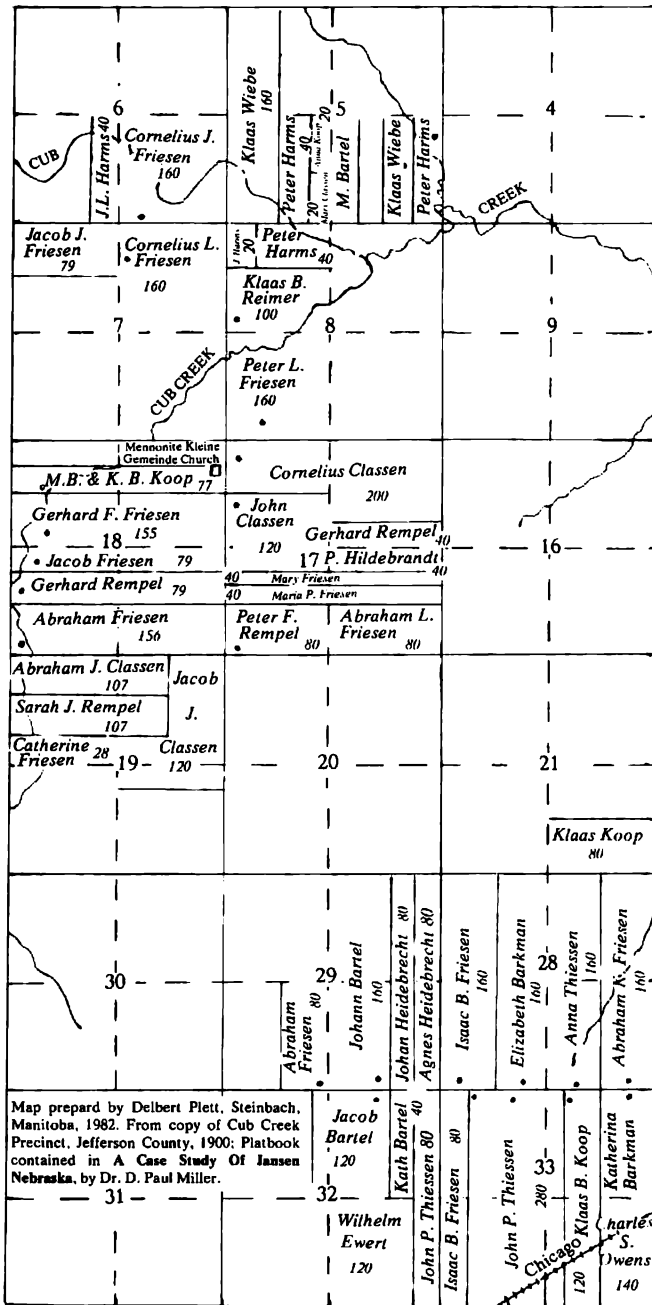 6
5
4
CUB
J.L. Harms 40
Cornelius J.
Friesen
160
Klaas Wiebe
160
Peter Harms
40
20
Anna Koop
20
M. Bartel
Klaas Wiebe
Peter Harms
CREEK
Jacob J.
Friesen
79
Cornelius L.
Friesen
160
J Harms
20
Peter
Harms
40
Klaas B.
Reimer
100
7
8
9
CUB CREEK
Peter L.
Friesen
160
Mennonite Kleine
Gemeinde Church
M.B. & K. B. Koop 77
Cornelius Classen
200
Gerhard F. Friesen
155
John
Classen
120
Gerhard Rempel
40
18
17
16
P. Hildebrandt
40
Jacob Friesen 79
Gerhard Rempel 79
40 Mary Friesen
40 Maria P. Friesen
Abraham Friesen
156
Peter F.
Rempel
80
Abraham L.
Friesen
80
Abraham J. Classen
107
Jacob
J.
Classen
120
Sarah J. Rempel
107
Catherine
Friesen 28
19
20
21
Klaas Koop
80
30
29
28
Abraham
Friesen
80
Johann Bartel
160
Johan Heidebrecht 80
Agnes Heidebrecht 80
Isaac B. Friesen
160
Elizabeth Barkman
160
Anna Thiessen
160
Abraham K. Friesen
160
Map prepard by Delbert Plett, Steinbach,
Manitoba, 1982. From copy of Cub Creek
Precinct, Jefferson County, 1900; Platbook
contained in A Case Study Of Jansen
Nebraska, by Dr. D. Paul Miller.
31
32
33
Jacob
Bartel
120
Kath Bartel
40
John P. Thiessen 80
Isaac B. Friesen
80
John P. Thiessen
280
Klaas B. Koop
120
Katherina
Barkman
Wilhelm
Ewert
120
Chicago
Charles
S.
Owens
140